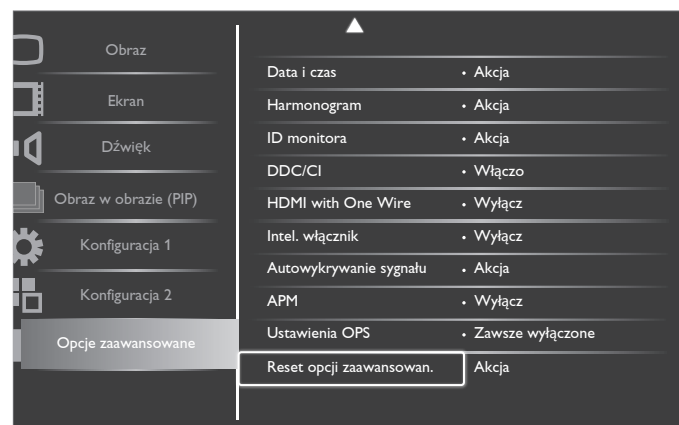 Obraz
Ekran
Dźwięk
Obraz w obrazie (PIP)
Konfiguracja 1
Konfiguracja 2
Opcje zaawansowane
Data i czas • Akcja
Harmonogram • Akcja
ID monitora • Akcja
DDC/CI • Włączo
HDMI with One Wire • Wyłącz
Intel. włącznik • Wyłącz
Autowykrywanie sygnału • Akcja
APM • Wyłącz
Ustawienia OPS • Zawsze wyłączone
Reset opcji zaawansowan. Akcja